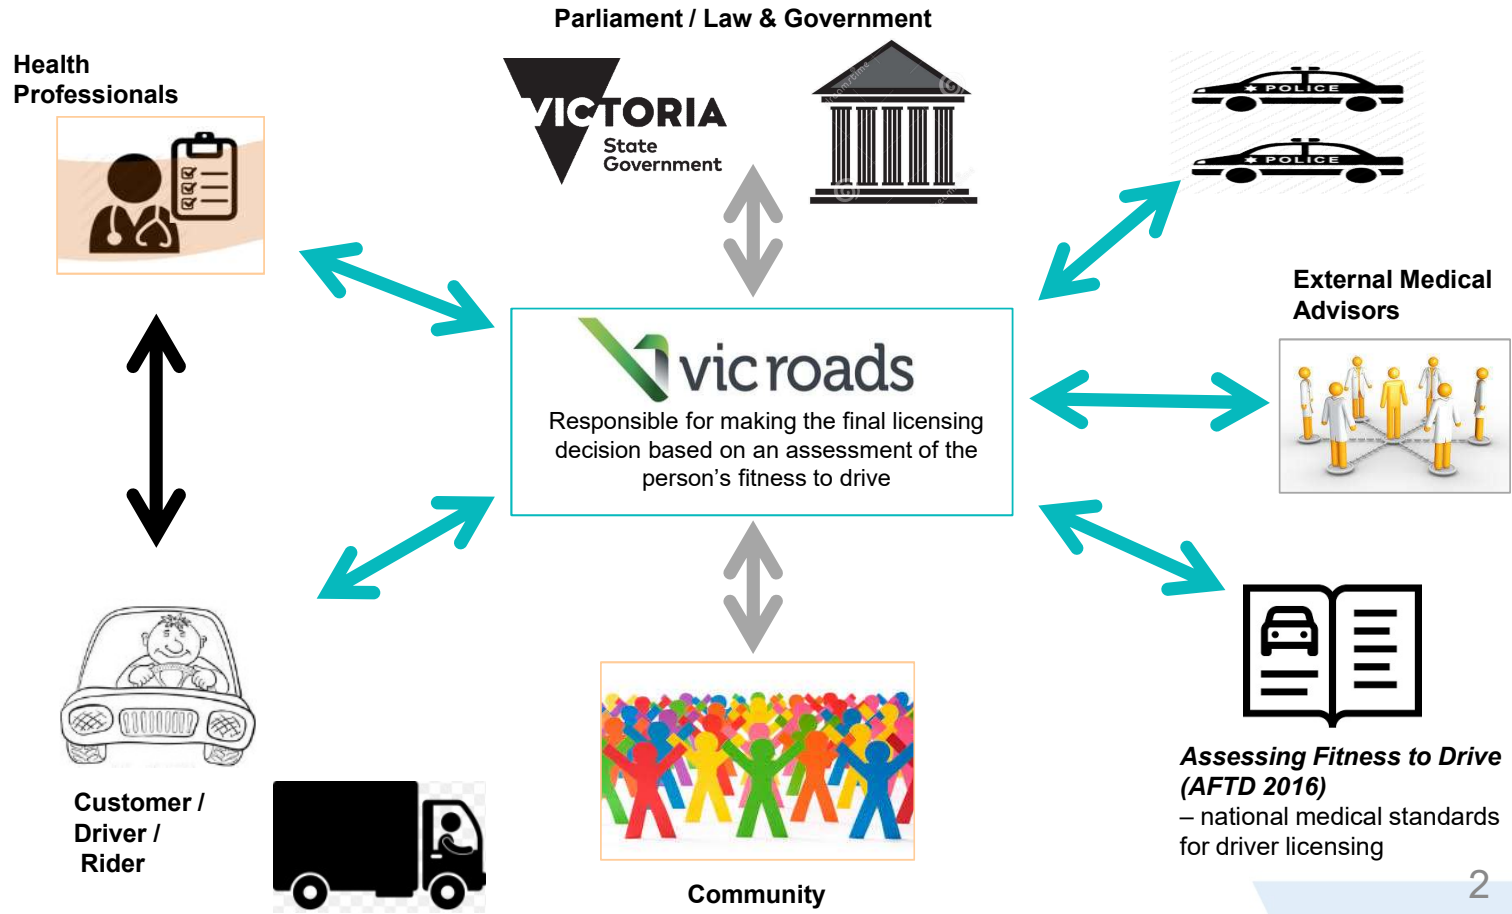 Parliament / Law & Government
Health
Professionals
VICTORIA
State
Government
POLICE
POLICE
External Medical
Advisors
vic roads
Responsible for making the final licensing
decision based on an assessment of the
person’s fitness to drive
Assessing Fitness to Drive
(AFTD 2016)
– national medical standards
for driver licensing
Customer /
Driver /
Rider
Community
2